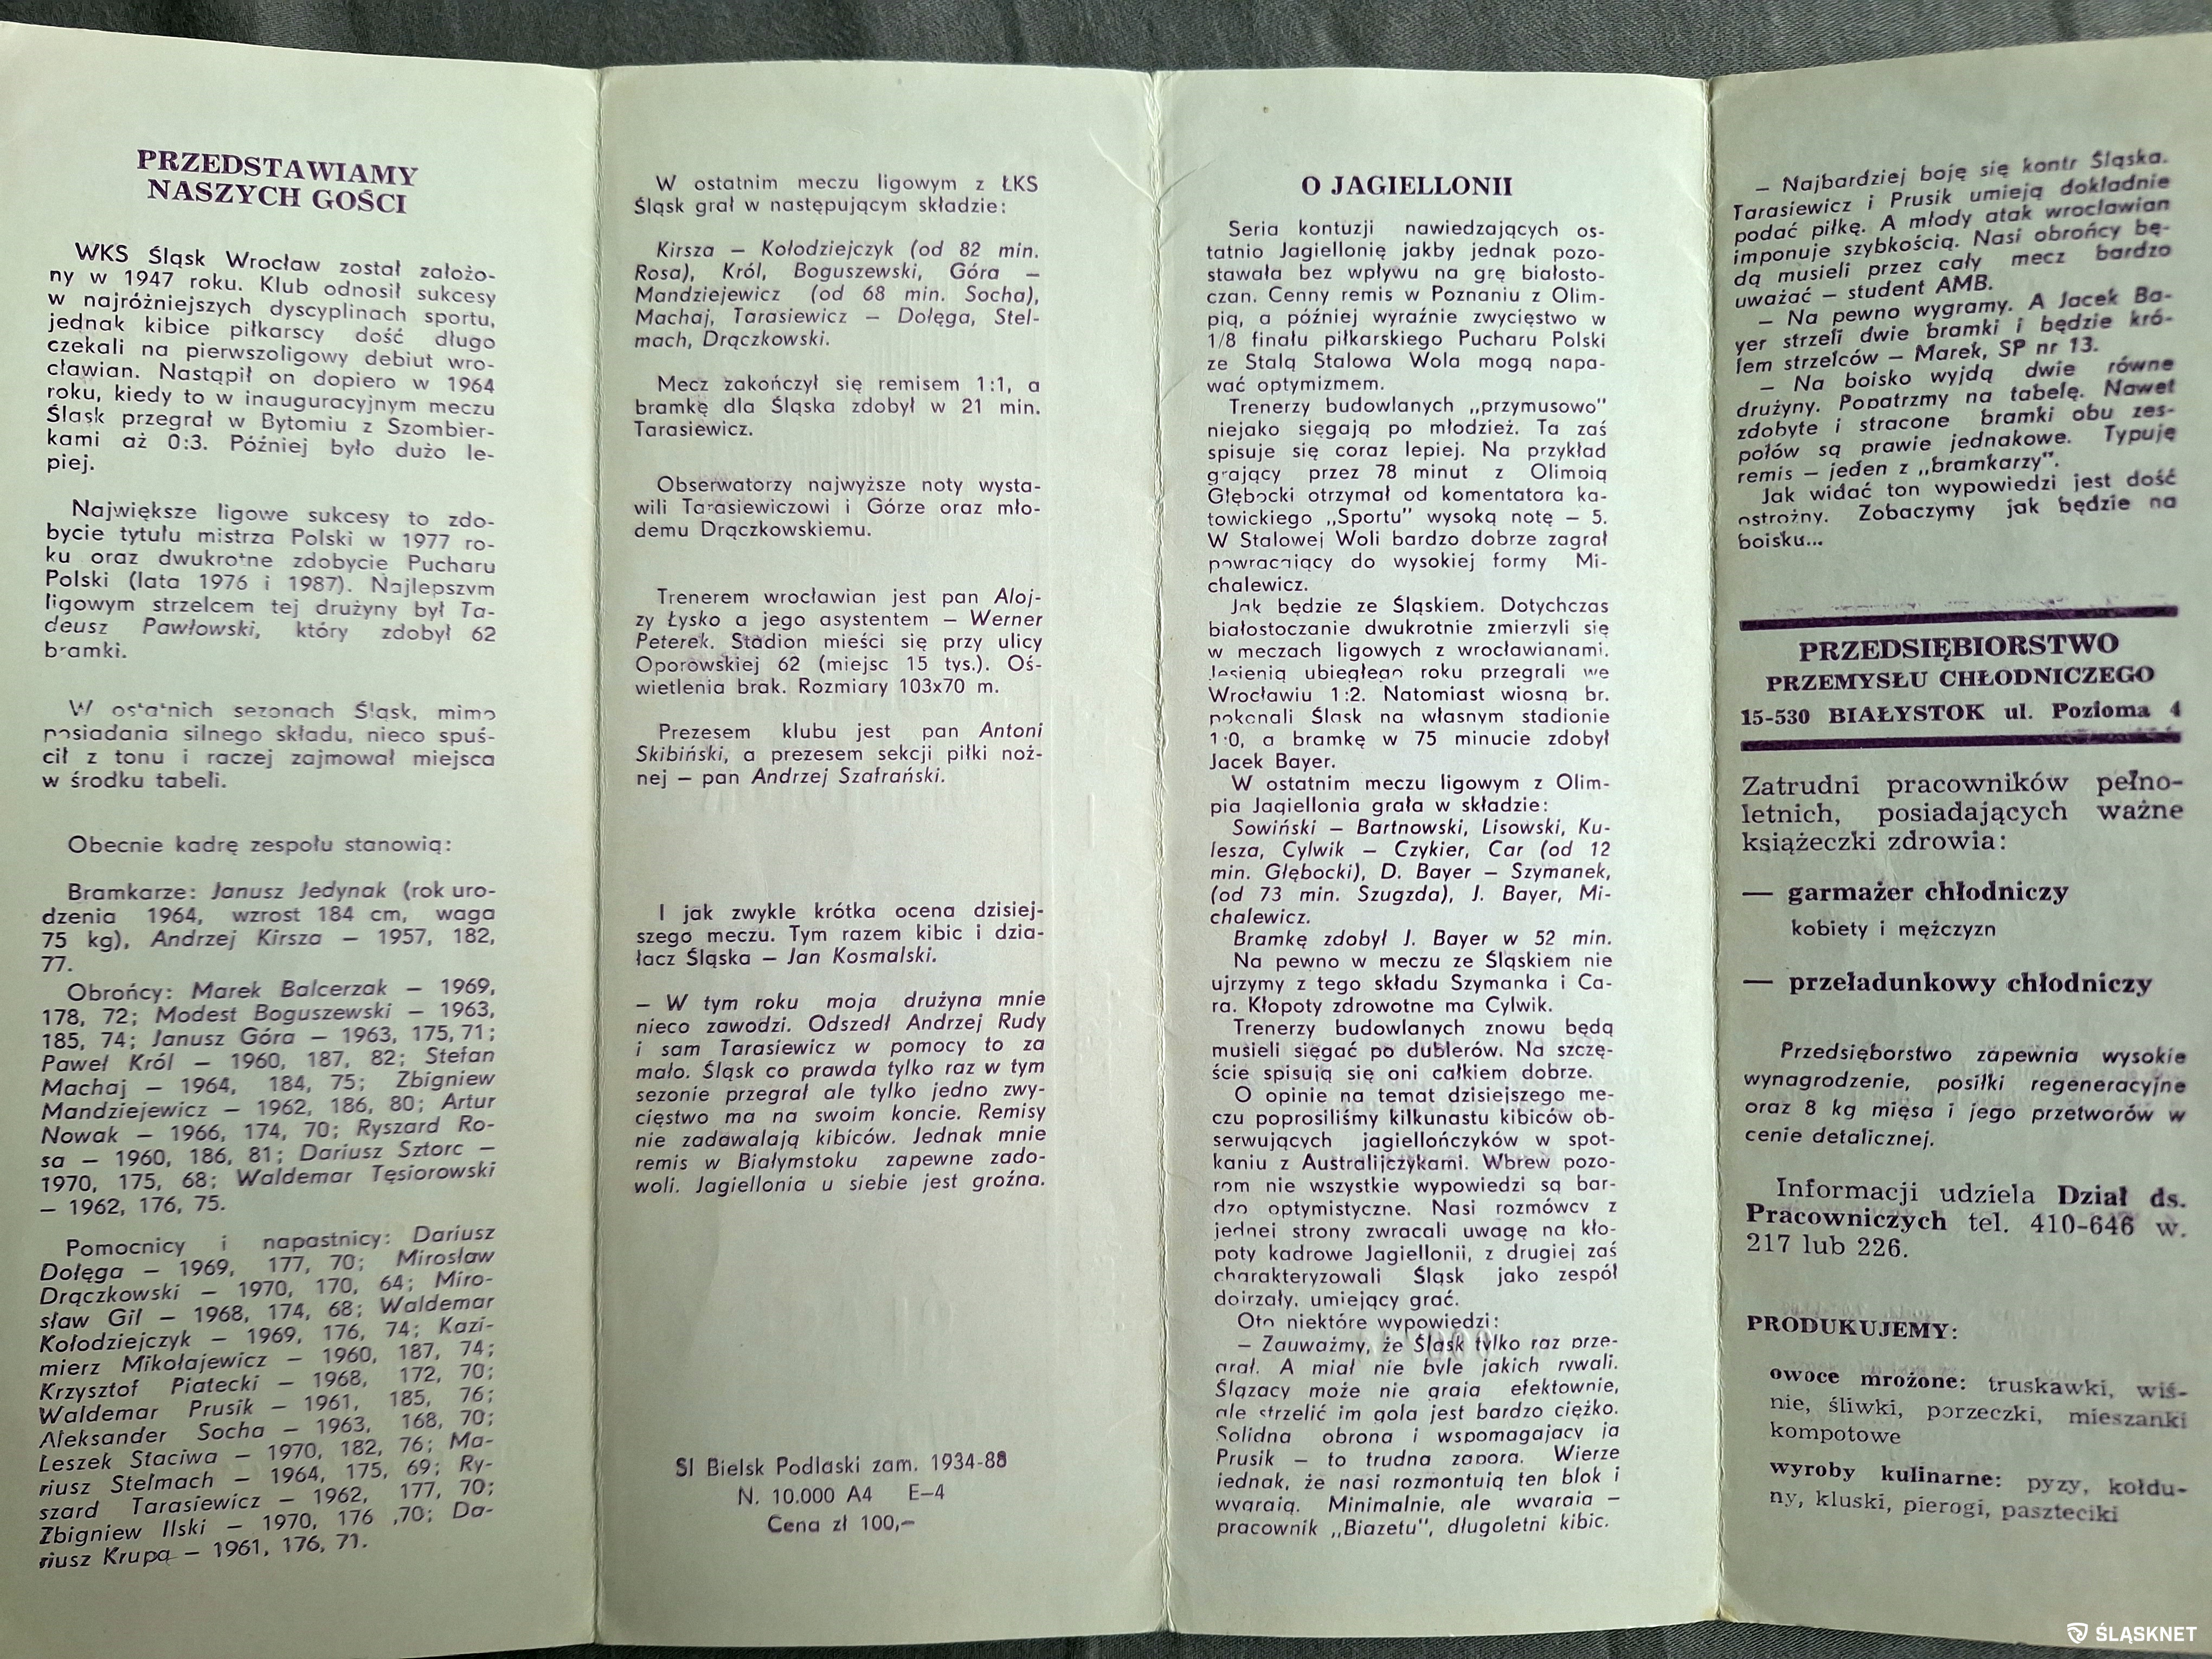 PRZEDSTAWIAMY
NASZYCH GOŚCI
WKS Śląsk Wrocław został założo-
ny w 1947 roku. Klub odnosił sukcesy
w najróżniejszych dyscyplinach sportu,
jednak kibice piłkarscy dość długo
czekali na pierwszoligowy debiut wro-
cławian. Nastąpił on dopiero w 1964
roku, kiedy to w inauguracyjnym meczu
Śląsk przegrał w Bytomiu z Szombier-
kami aż 0:3. Później było dużo le-
piej.
Największe ligowe sukcesy to zdo-
bycie tytułu mistrza Polski w 1977 ro-
ku oraz dwukrotne zdobycie Pucharu
Polski (lata 1976 i 1987). Najlepszym
ligowym strzelcem tej drużyny był Ta-
deusz Pawłowski, który zdobył 62
bramki.
W ostatnich sezonach Śląsk, mimo
posiadania silnego składu, nieco spuś-
cił z tonu i raczej zajmował miejsca
w środku tabeli.
Obecnie kadrę zespołu stanowią:
Bramkarze: Janusz Jedynak (rok uro-
dzenia 1964, wzrost 184 cm, waga
75 kg), Andrzej Kirsza – 1957, 182,
77.
Obrońcy: Marek Balcerzak – 1969,
178, 72; Modest Boguszewski – 1963,
185, 74; Janusz Góra – 1963, 175, 71;
Paweł Król – 1960, 187, 82; Stefan
Machaj – 1964, 184, 75; Zbigniew
Mandziejewicz – 1962, 186, 80; Artur
Nowak – 1966, 174, 70; Ryszard Ro-
sa – 1960, 186, 81; Dariusz Sztorc –
1970, 175, 68; Waldemar Tęsiorowski
– 1962, 176, 75.
Pomocnicy i napastnicy: Dariusz
Dołęga – 1969, 177, 70; Mirosław
Drączkowski – 1970, 170, 64; Miro-
sław Gil – 1968, 174, 68; Waldemar
Kołodziejczyk – 1969, 176, 74; Kazi-
mierz Mikołajewicz – 1960, 187, 74;
Krzysztof Piatecki – 1968, 172, 70;
Waldemar Prusik – 1961, 185, 76;
Aleksander Socha – 1963, 168, 70;
Leszek Staciwa – 1970, 182, 76; Ma-
riusz Stelmach – 1964, 175, 69; Ry-
szard Tarasiewicz – 1962, 177, 70;
Zbigniew Ilski – 1970, 176 ,70; Da-
riusz Krupa – 1961, 176, 71.
W ostatnim meczu ligowym z ŁKS
Śląsk grał w następującym składzie:
Kirsza – Kołodziejczyk (od 82 min.
Rosa), Król, Boguszewski, Góra –
Mandziejewicz (od 68 min. Socha),
Machaj, Tarasiewicz – Dołęga, Stel-
mach, Drączkowski.
Mecz zakończył się remisem 1:1, a
bramkę dla Śląska zdobył w 21 min.
Tarasiewicz.
Obserwatorzy najwyższe noty wysta-
wili Tarasiewiczowi i Górze oraz mło-
demu Drączkowskiemu.
Trenerem wrocławian jest pan Aloj-
zy Łysko a jego asystentem – Werner
Peterek. Stadion mieści się przy ulicy
Oporowskiej 62 (miejsc 15 tys.). Oś-
wietlenia brak. Rozmiary 103x70 m.
Prezesem klubu jest pan Antoni
Skibiński, a prezesem sekcji piłki noż-
nej – pan Andrzej Szafrański.
I jak zwykle krótka ocena dzisiej-
szego meczu. Tym razem kibic i dzia-
łacz Śląska – Jan Kosmalski.
– W tym roku moja drużyna mnie
nieco zawodzi. Odszedł Andrzej Rudy
i sam Tarasiewicz w pomocy to za
mało. Śląsk co prawda tylko raz w tym
sezonie przegrał ale tylko jedno zwy-
cięstwo ma na swoim koncie. Remisy
nie zadawalają kibiców. Jednak mnie
remis w Białymstoku zapewne zado-
woli. Jagiellonia u siebie jest groźna.
SI Bielsk Podlaski zam. 1934-88
N. 10.000 A4 E–4
Cena zł 100,–
O JAGIELLONII
Seria kontuzji nawiedzających os-
tatnio Jagiellonię jakby jednak pozo-
stawała bez wpływu na grę białosto-
czan. Cenny remis w Poznaniu z Olim-
pią, a później wyraźnie zwycięstwo w
1/8 finału piłkarskiego Pucharu Polski
ze Stalą Stalowa Wola mogą napa-
wać optymizmem.
Trenerzy budowlanych „przymusowo"
niejako sięgają po młodzież. Ta zaś
spisuje się coraz lepiej. Na przykład
grający przez 78 minut z Olimpią
Głębocki otrzymał od komentatora ka-
towickiego „Sportu" wysoką notę – 5.
W Stalowej Woli bardzo dobrze zagrał
powracający do wysokiej formy Mi-
chalewicz.
Jak będzie ze Śląskiem. Dotychczas
białostoczanie dwukrotnie zmierzyli się
w meczach ligowych z wrocławianami.
Jesienią ubiegłego roku przegrali we
Wrocławiu 1:2. Natomiast wiosną br.
pokonali Śląsk na własnym stadionie
1:0, a bramkę w 75 minucie zdobył
Jacek Bayer.
W ostatnim meczu ligowym z Olim-
pia Jagiellonia grała w składzie:
Sowiński – Bartnowski, Lisowski, Ku-
lesza, Cylwik – Czykier, Car (od 12
min. Głębocki), D. Bayer – Szymanek,
(od 73 min. Szugzda), J. Bayer, Mi-
chalewicz.
Bramkę zdobył J. Bayer w 52 min.
Na pewno w meczu ze Śląskiem nie
ujrzymy z tego składu Szymanka i Ca-
ra. Kłopoty zdrowotne ma Cylwik.
Trenerzy budowlanych znowu będą
musieli sięgać po dublerów. Na szczę-
ście spisują się oni całkiem dobrze.
O opinie na temat dzisiejszego me-
czu poprosiliśmy kilkunastu kibiców ob-
serwujących jagiellończyków w spot-
kaniu z Australijczykami. Wbrew pozo-
rom nie wszystkie wypowiedzi są bar-
dzo optymistyczne. Nasi rozmówcy z
jednej strony zwracali uwagę na kło-
poty kadrowe Jagiellonii, z drugiej zaś
charakteryzowali Śląsk jako zespół
dojrzały, umiejący grać.
Oto niektóre wypowiedzi:
– Zauważmy, że Śląsk tylko raz prze-
grał. A miał nie byle jakich rywali.
Ślązacy może nie grają efektownie,
ale strzelić im gola jest bardzo ciężko.
Solidna obrona i wspomagający ją
Prusik – to trudna zapora. Wierzę
jednak, że nasi rozmontują ten blok i
wygrają. Minimalnie, ale wygrają –
pracownik „Biazetu", długoletni kibic.
– Najbardziej boję się kontr Śląska.
Tarasiewicz i Prusik umieją dokładnie
podać piłkę. A młody atak wrocławian
imponuje szybkością. Nasi obrońcy bę-
dą musieli przez cały mecz bardzo
uważać – student AMB.
– Na pewno wygramy. A Jacek Ba-
yer strzeli dwie bramki i będzie kró-
lem strzelców – Marek, SP nr 13.
– Na boisko wyjdą dwie równe
drużyny. Popatrzmy na tabelę. Nawet
zdobyte i stracone bramki obu zes-
połów są prawie jednakowe. Typuję
remis – jeden z „bramkarzy".
Jak widać ton wypowiedzi jest dość
ostrożny. Zobaczymy jak będzie na
boisku...
PRZEDSIĘBIORSTWO
PRZEMYSŁU CHŁODNICZEGO
15-530 BIAŁYSTOK ul. Pozioma 4
Zatrudni pracowników pełno-
letnich, posiadających ważne
książeczki zdrowia:
— garmażer chłodniczy
kobiety i mężczyzn
— przeładunkowy chłodniczy
Przedsięborstwo zapewnia wysokie
wynagrodzenie, posiłki regeneracyjne
oraz 8 kg mięsa i jego przetworów w
cenie detalicznej.
Informacji udziela Dział ds.
Pracowniczych tel. 410-646 w.
217 lub 226.
PRODUKUJEMY:
owoce mrożone: truskawki, wiś-
nie, śliwki, porzeczki, mieszanki
kompotowe
wyroby kulinarne: pyzy, kołdu-
ny, kluski, pierogi, paszteciki
ŚLĄSKNET